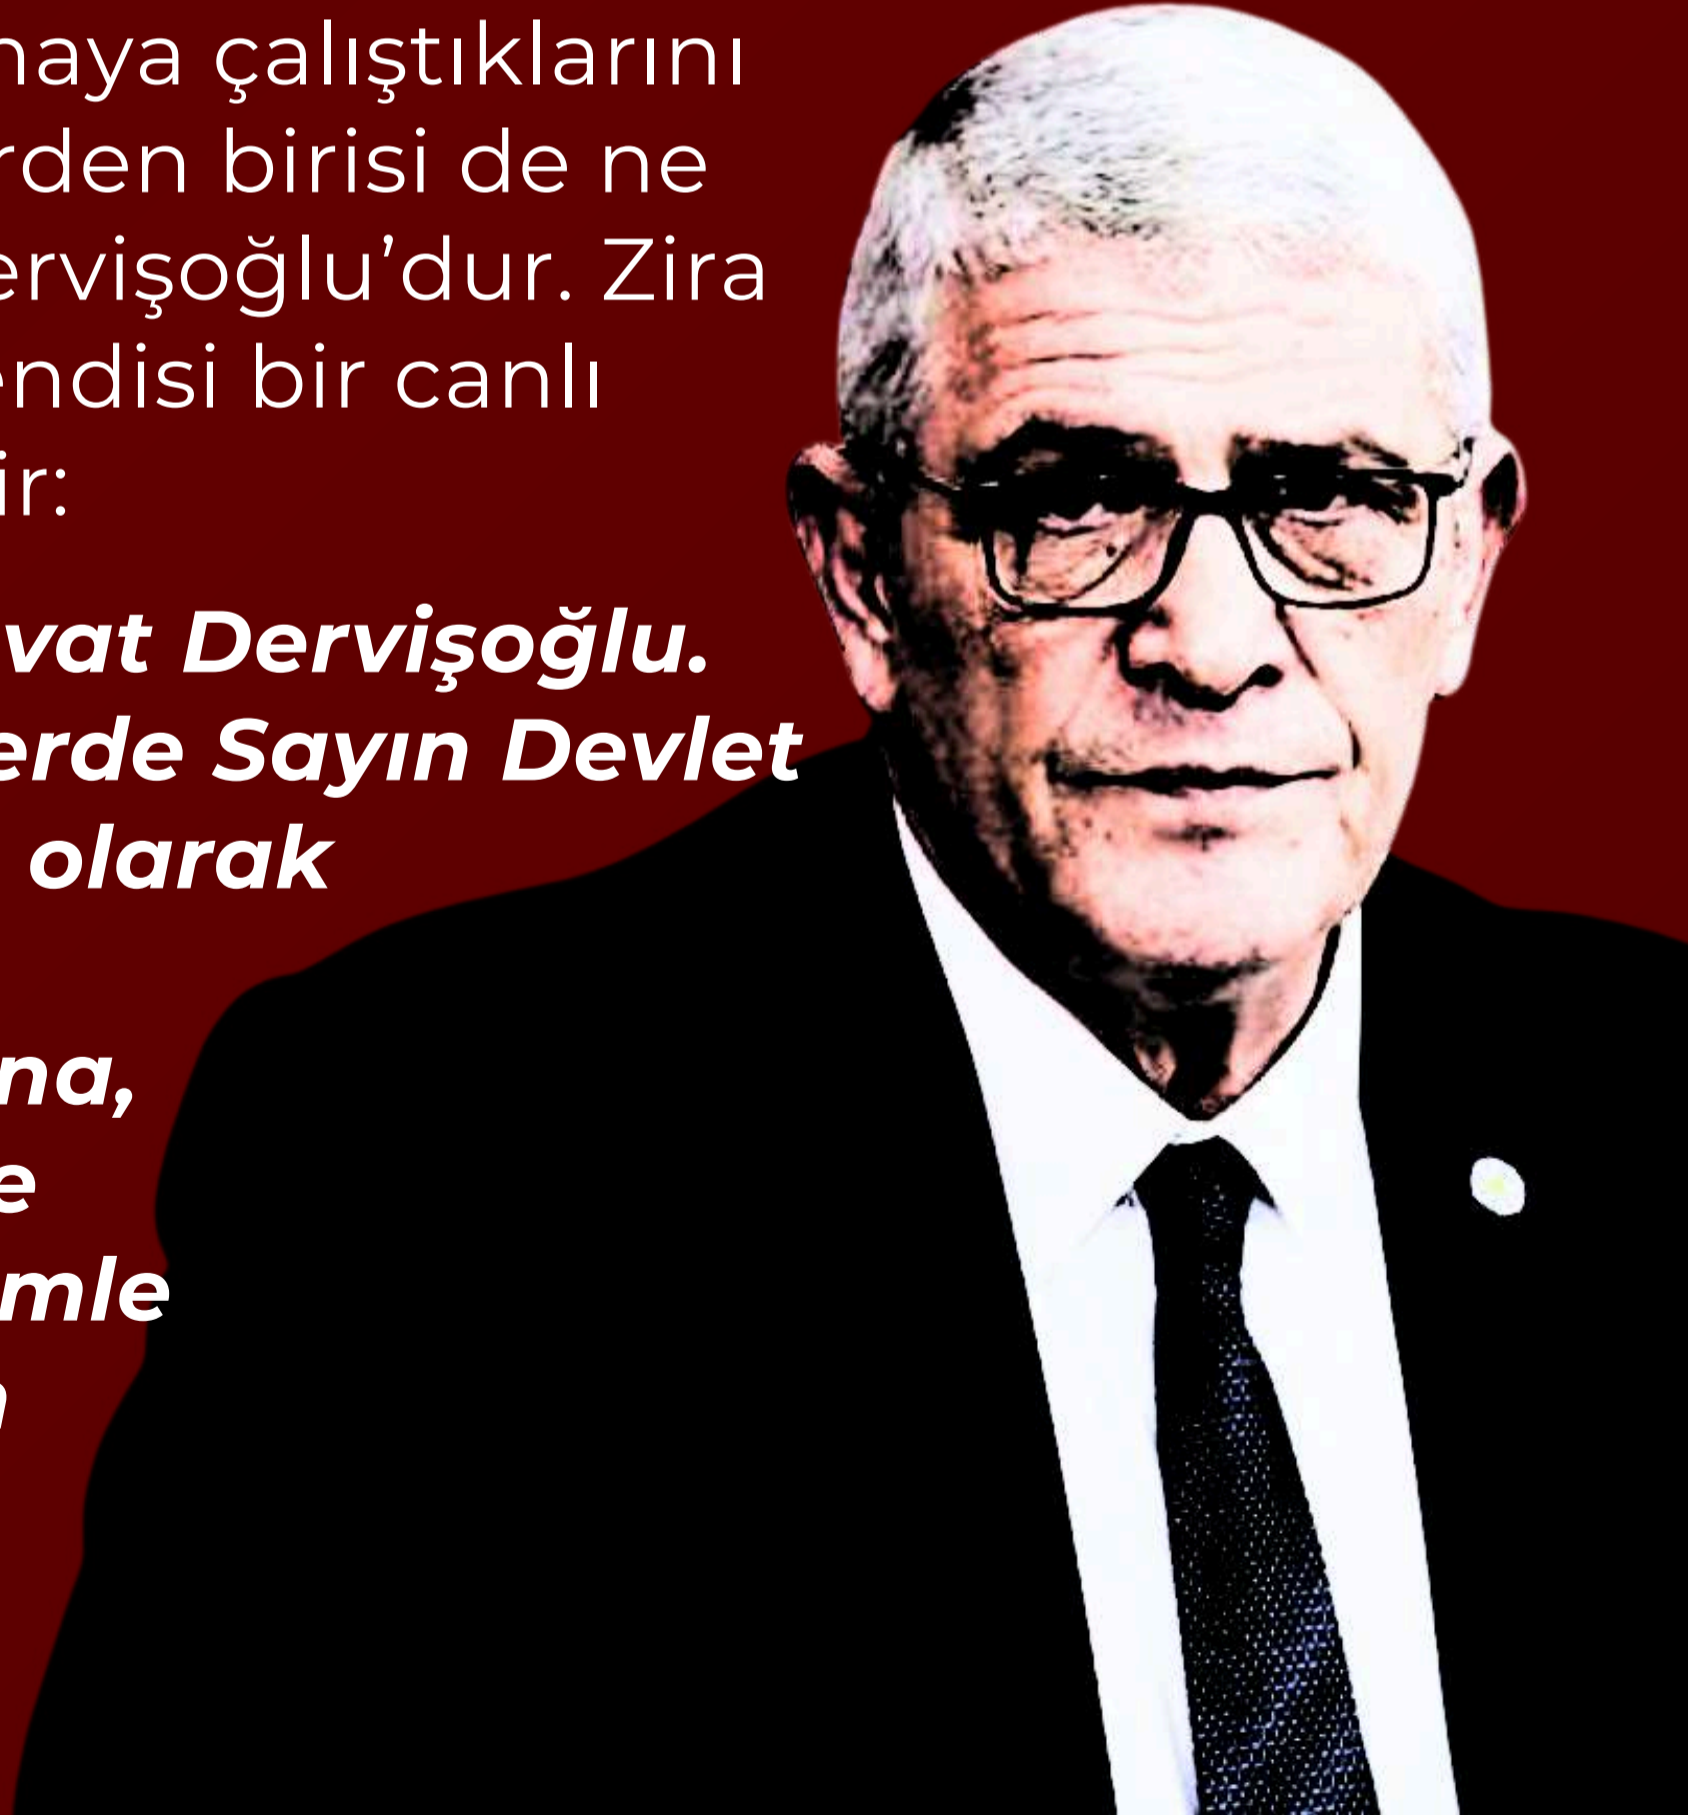 maya çalıştıklarını
rden birisi de ne
ervişoğlu’dur. Zira
endisi bir canlı
ir:
vat Dervişoğlu.
erde Sayın Devlet
olarak
na,
e
mle